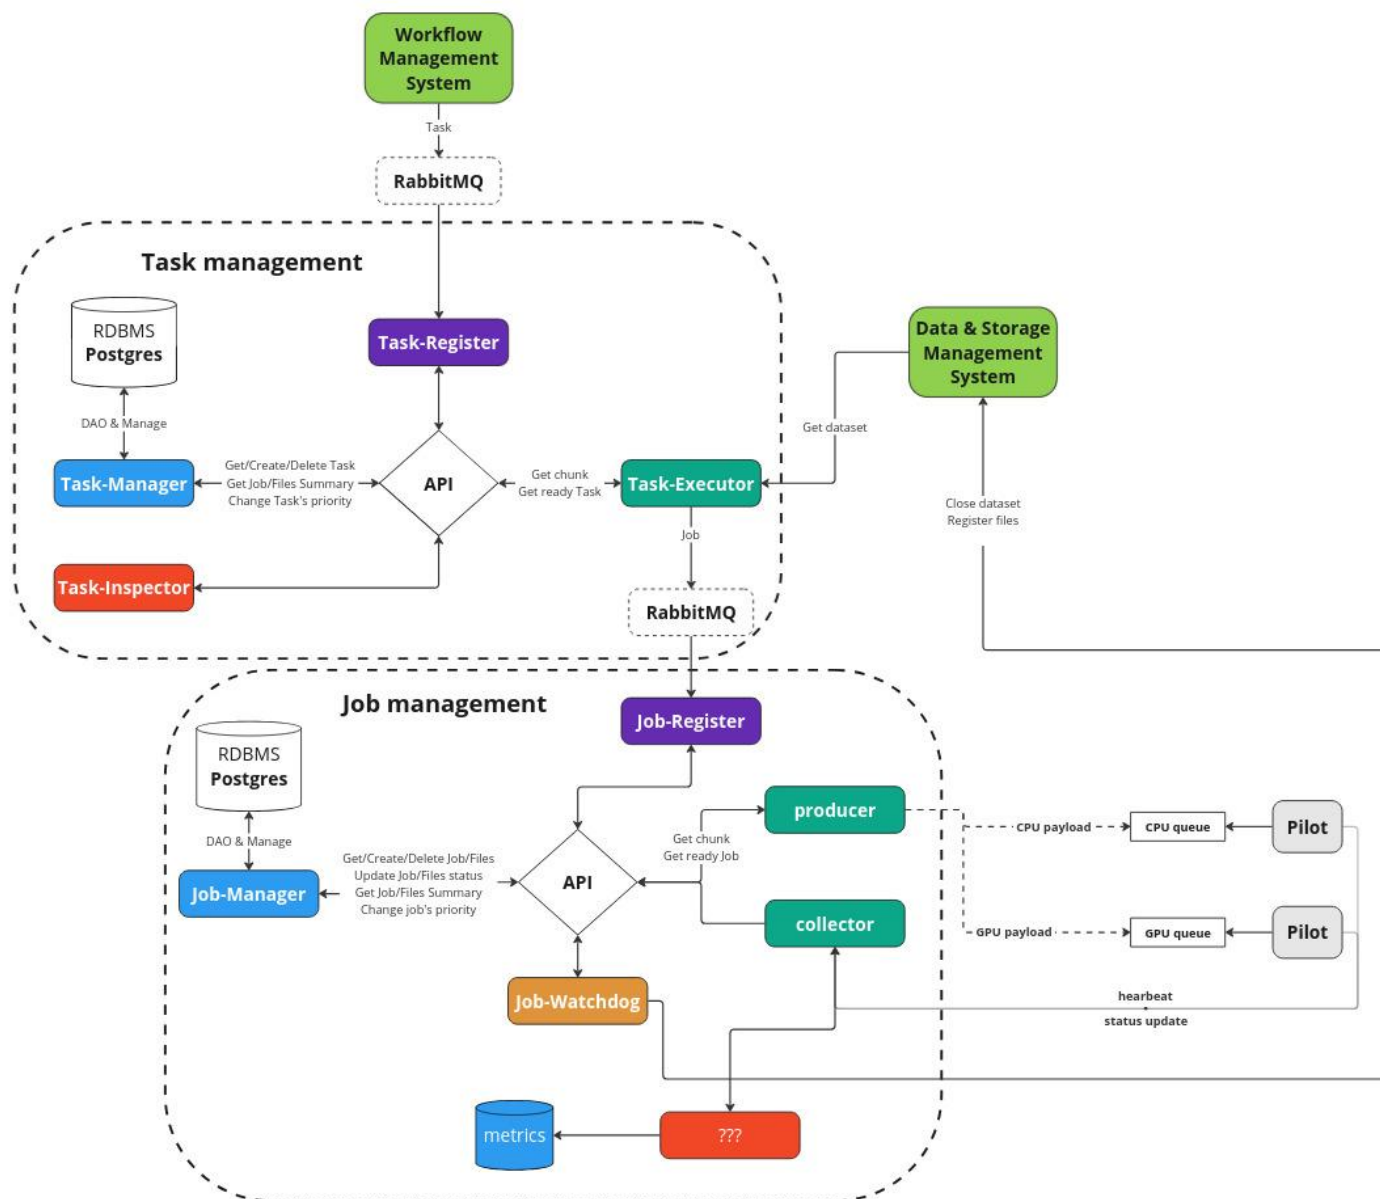 Workflow
Management
System
Task
RabbitMQ
Task management
RDBMS
Postgres
Task-Register
Data & Storage
Management
System
DAO & Manage
Get dataset
Task-Manager
Get/Create/Delete Task
Get Job/Files Summary
Change Task's priority
API
Get chunk
Get ready Task
Task-Executor
Close dataset
Register files
Job
Task-Inspector
RabbitMQ
Job management
Job-Register
RDBMS
Postgres
producer
CPU payload
CPU queue
Pilot
DAO & Manage
Get chunk
Get ready Job
Job-Manager
Get/Create/Delete Job/Files
Update Job/Files status
Get Job/Files Summary
Change job's priority
API
collector
GPU payload
GPU queue
Pilot
Job-Watchdog
hearbeat
status update
metrics
???